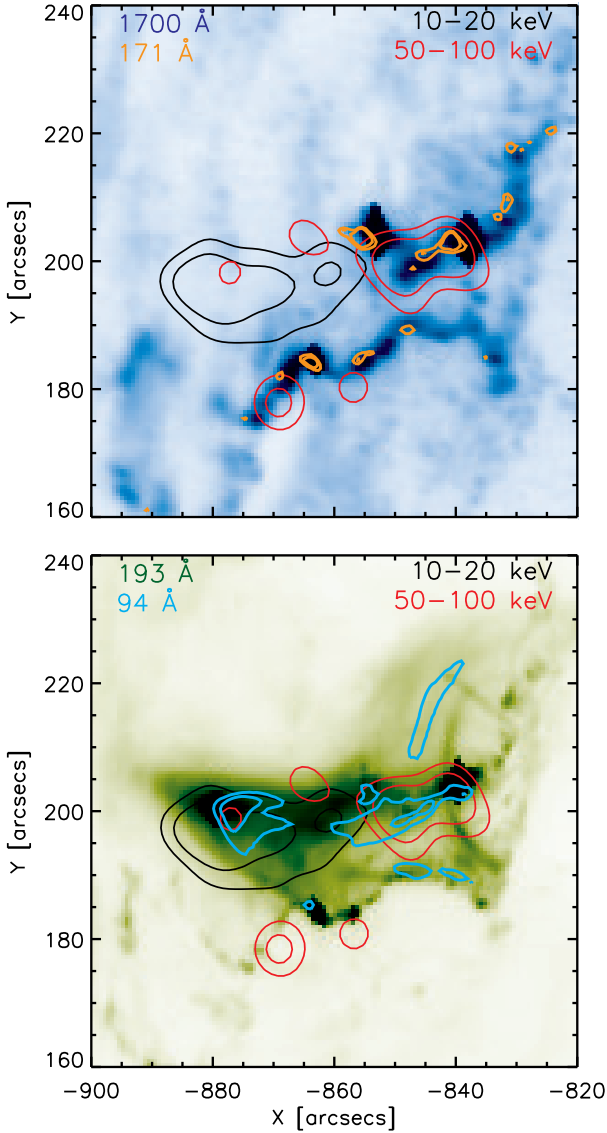 240
1700 Å
10−20 keV
171 Å
50−100 keV
220
200
180
160
Y [arcsecs]
240
193 Å
10−20 keV
94 Å
50−100 keV
220
200
180
160
Y [arcsecs]
−900 −880 −860 −840 −820
X [arcsecs]